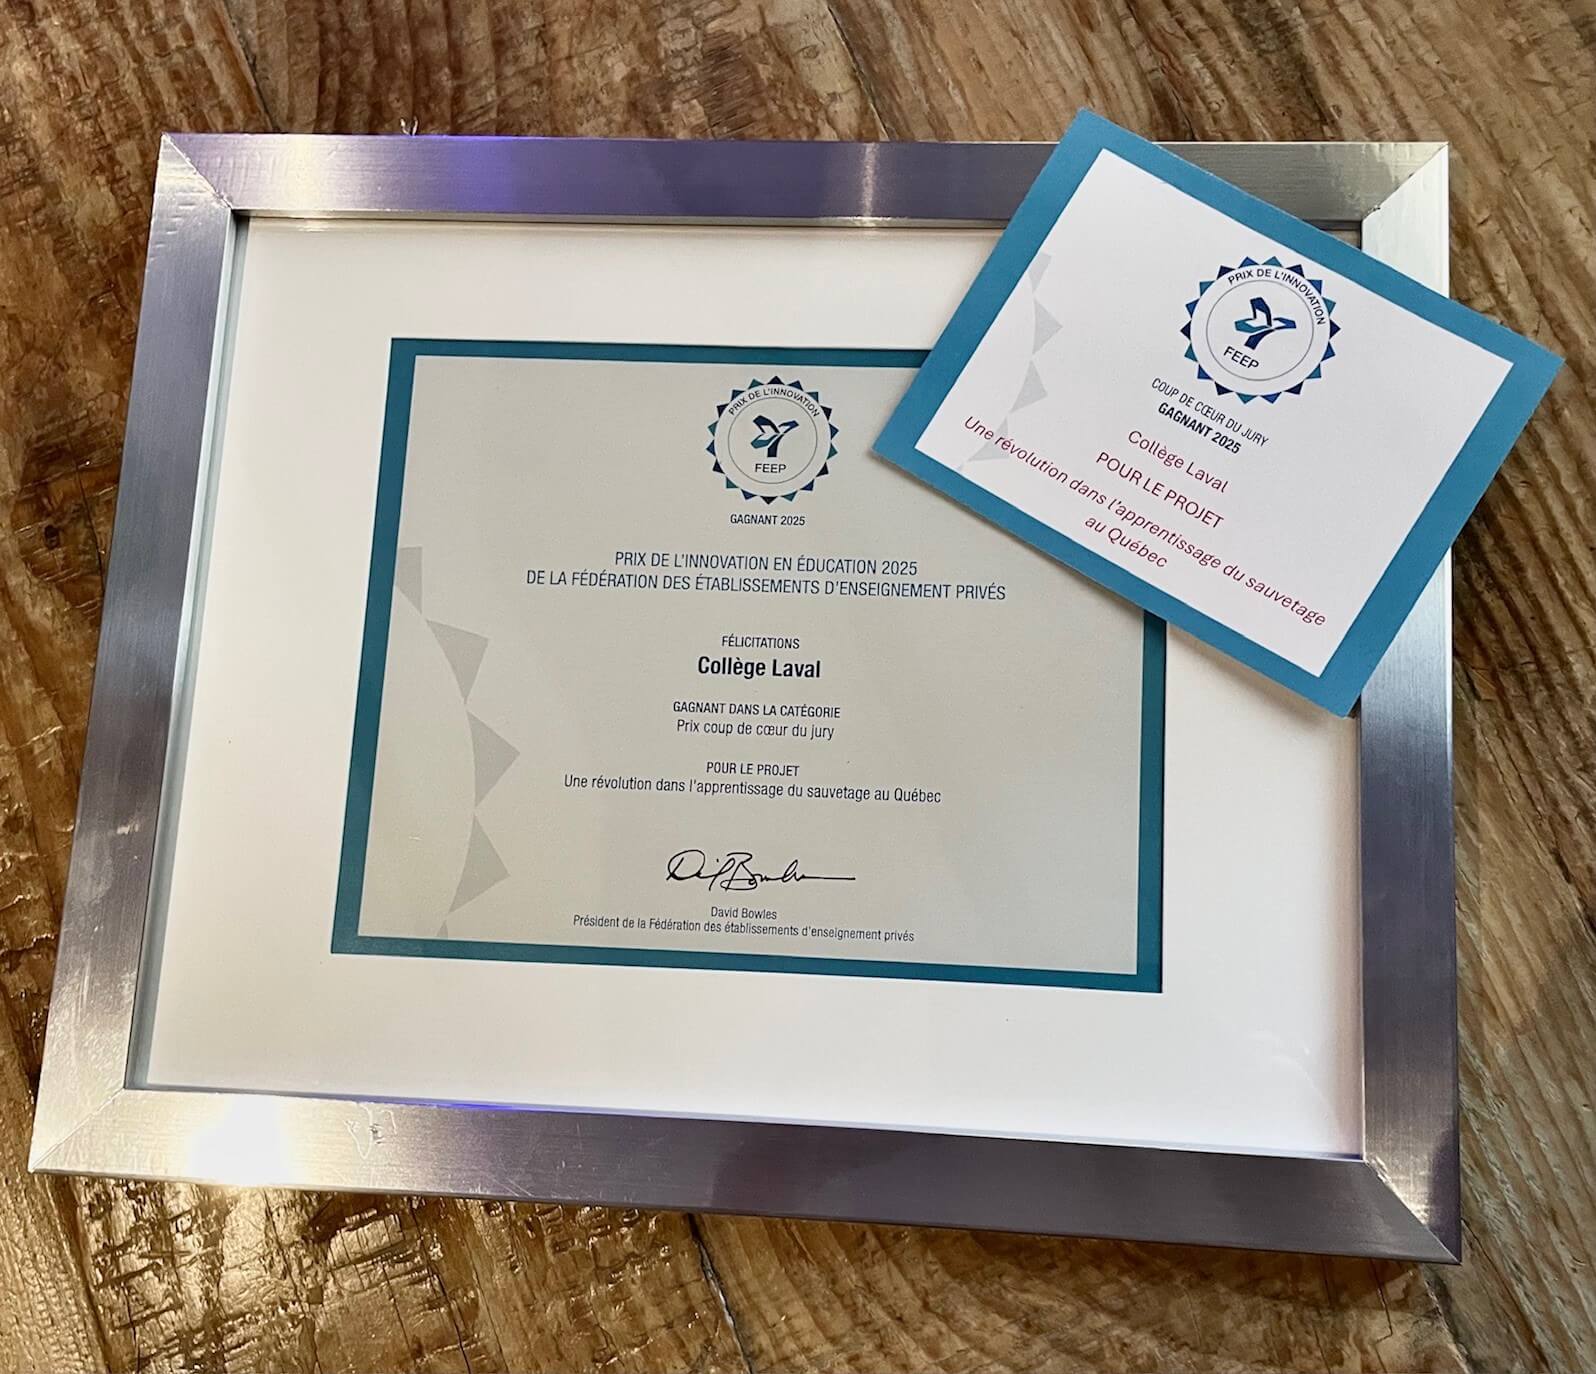 PRIX DE L'INNOVATION
FEEP
GAGNANT 2025
PRIX DE L'INNOVATION EN ÉDUCATION 2025
DE LA FÉDÉRATION DES ÉTABLISSEMENTS D'ENSEIGNEMENT PRIVÉS
FÉLICITATIONS
Collège Laval
GAGNANT DANS LA CATÉGORIE
Prix coup de cœur du jury
POUR LE PROJET
Une révolution dans l'apprentissage du sauvetage au Québec
David Bowles
Président de la Fédération des établissements d'enseignement privés
PRIX DE L'INNOVATION
FEEP
COUP DE CŒUR DU JURY
GAGNANT 2025
Collège Laval
POUR LE PROJET
Une révolution dans l'apprentissage du sauvetage
au Québec